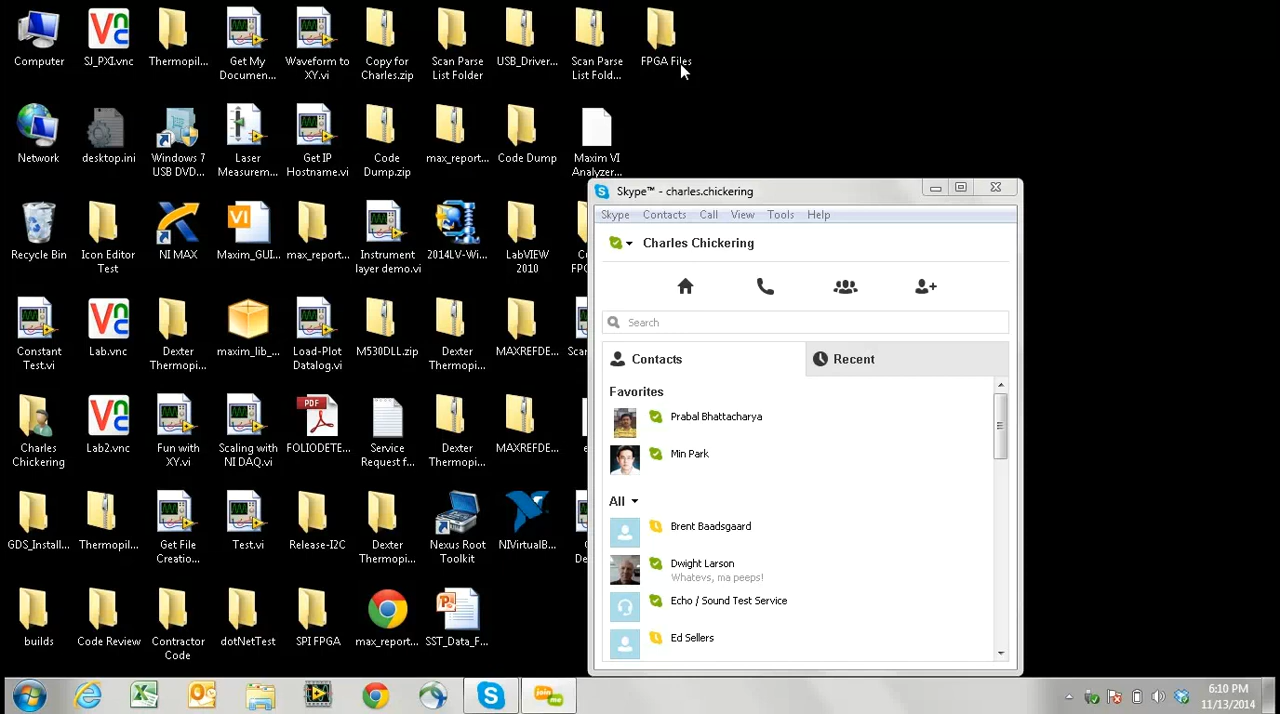 Computer
SJ_PXI.vnc
Thermopil...
Get My
Documen...
Waveform to
XY.vi
Copy for
Charles.zip
Scan Parse
List Folder
USB_Driver...
Scan Parse
List Fold...
FPGA Files
Network
desktop.ini
Windows 7
USB DVD...
Laser
Measurem...
Get IP
Hostname.vi
Code
Dump.zip
max_report...
Code Dump
Maxim VI
Analyzer...
Recycle Bin
Icon Editor
Test
NI MAX
VI
Maxim_GUI...
max_report...
Instrument
layer demo.vi
2014LV-Wi...
LabVIEW
2010
Constant
Test.vi
Lab.vnc
Dexter
Thermopi...
maxim_lib_...
Load-Plot
Datalog.vi
M530DLL.zip
Dexter
Thermopi...
MAXREFDE...
Charles
Chickering
Lab2.vnc
Fun with
XY.vi
Scaling with
NI DAQ.vi
PDF
FOLIODETE...
Service
Request f...
Dexter
Thermopi...
MAXREFDE...
GDS_Install...
Thermopil...
Get File
Creatio...
Test.vi
Release-I2C
Dexter
Thermopi...
Nexus Root
Toolkit
NIVirtualB...
builds
Code Review
Contractor
Code
dotNetTest
SPI FPGA
max_report...
SST_Data_F...
Skype™ - charles.chickering
Skype Contacts Call View Tools Help
Charles Chickering
Search
Contacts
Recent
Favorites
Prabal Bhattacharya
Min Park
All
Brent Baadsgaard
Dwight Larson
Whatevs, ma peeps!
Echo / Sound Test Service
Ed Sellers
join
me
6:10 PM
11/13/2014